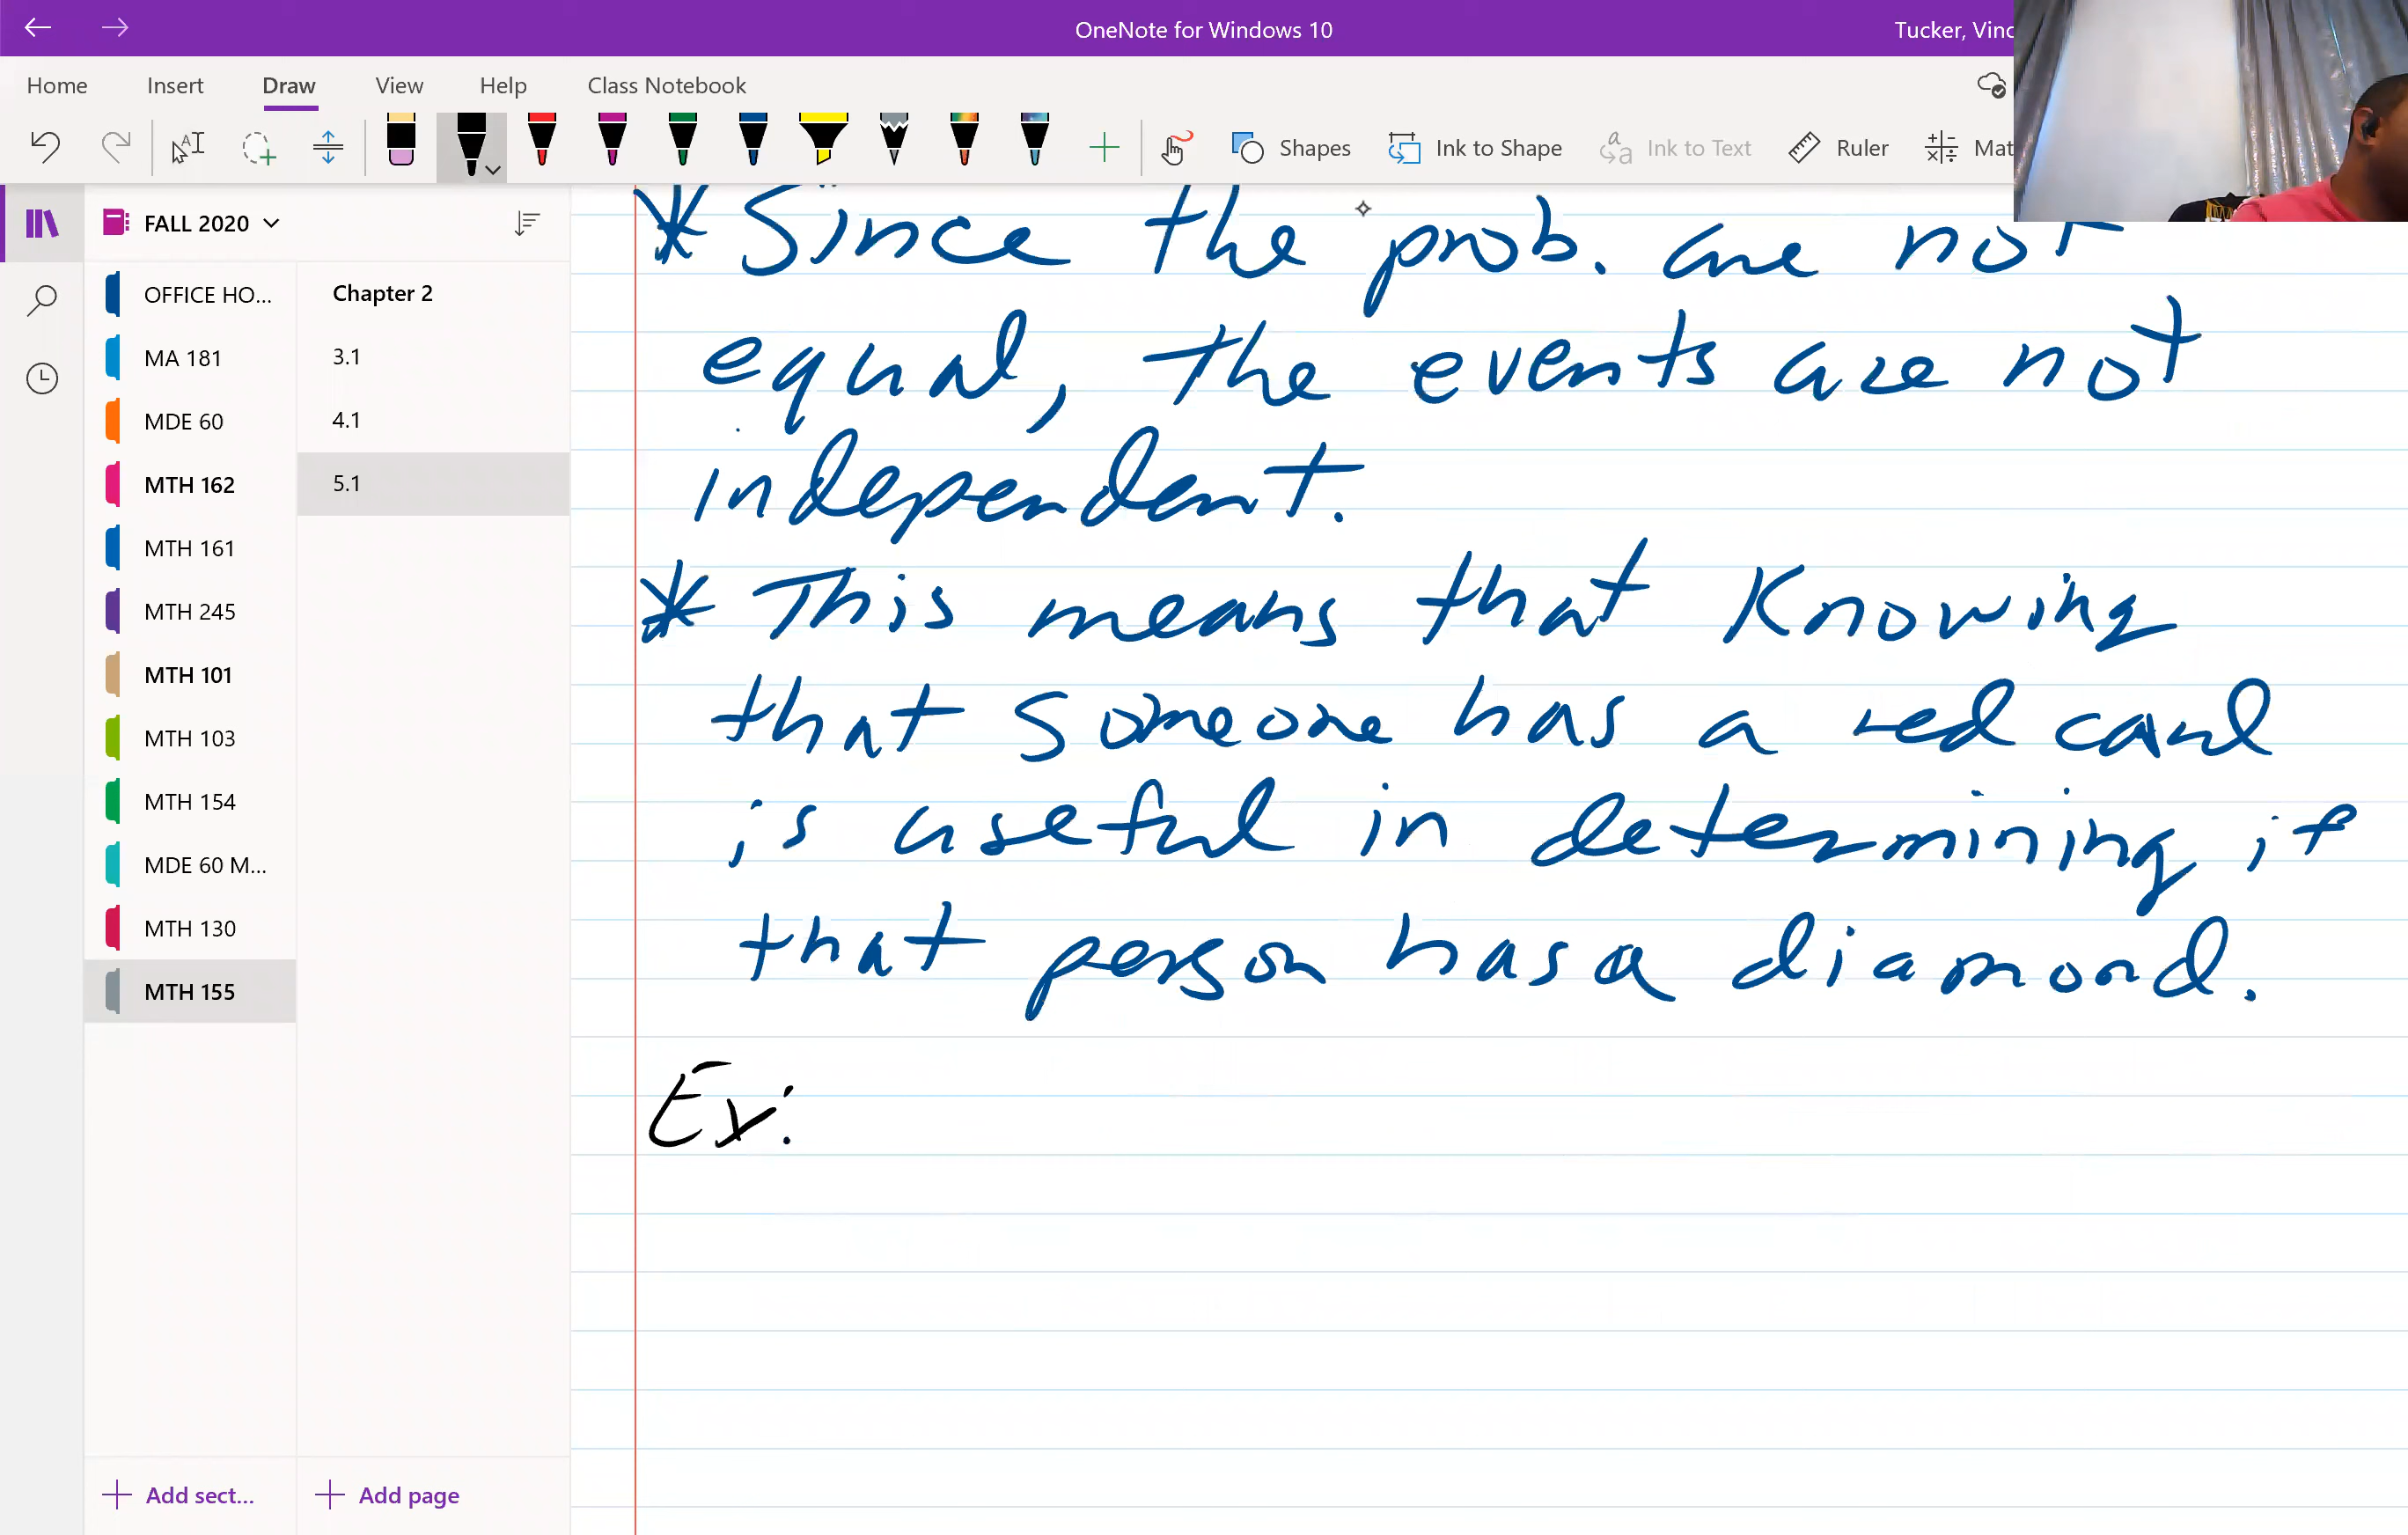 OneNote for Windows 10
Tucker, Vinc
Home Insert Draw View Help Class Notebook
Shapes Ink to Shape Ink to Text Ruler Mat
FALL 2020
OFFICE HO...
MA 181
MDE 60
MTH 162
MTH 161
MTH 245
MTH 101
MTH 103
MTH 154
MDE 60 M...
MTH 130
MTH 155
Add sect...
Chapter 2
3.1
4.1
5.1
Add page
* Since the prob. are not
equal, the events are not
independent.
* This means that Knowing
that someone has a red card
is useful in determining if
that person has a diamond.
Ex: